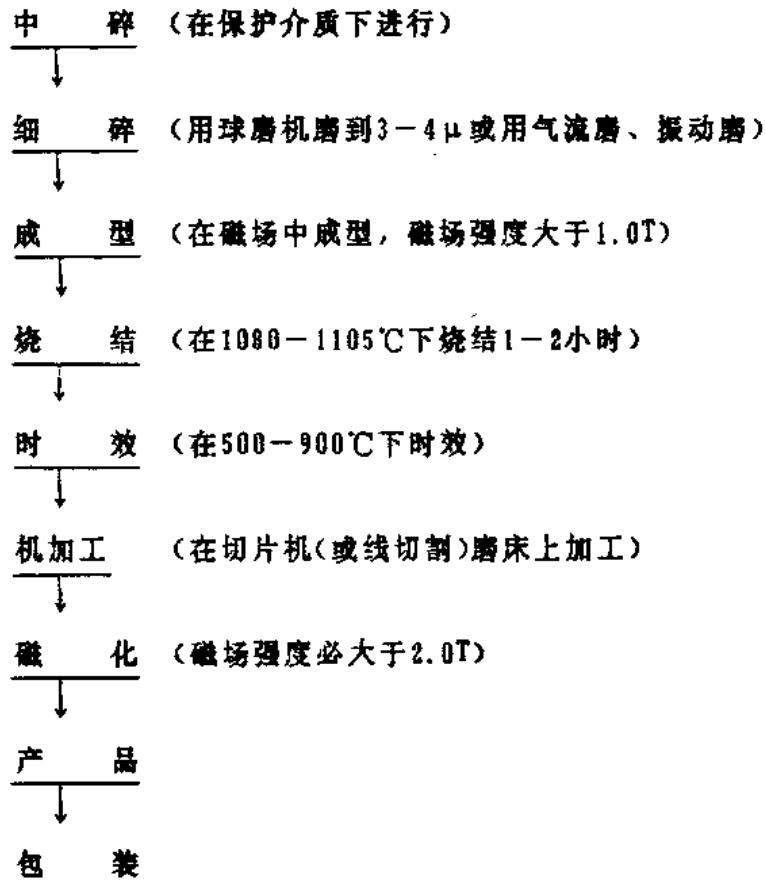 中 碎 (在保护介质下进行)
细 碎 (用球磨机磨到3-4μ或用气流磨、振动磨)
成 型 (在磁场中成型,磁场强度大于1.0T)
烧 结 (在1080-1105℃下烧结1-2小时)
时 效 (在500-900℃下时效)
机加工 (在切片机(或线切割)磨床上加工)
磁 化 (磁场强度必大于2.0T)
产 品
包 装